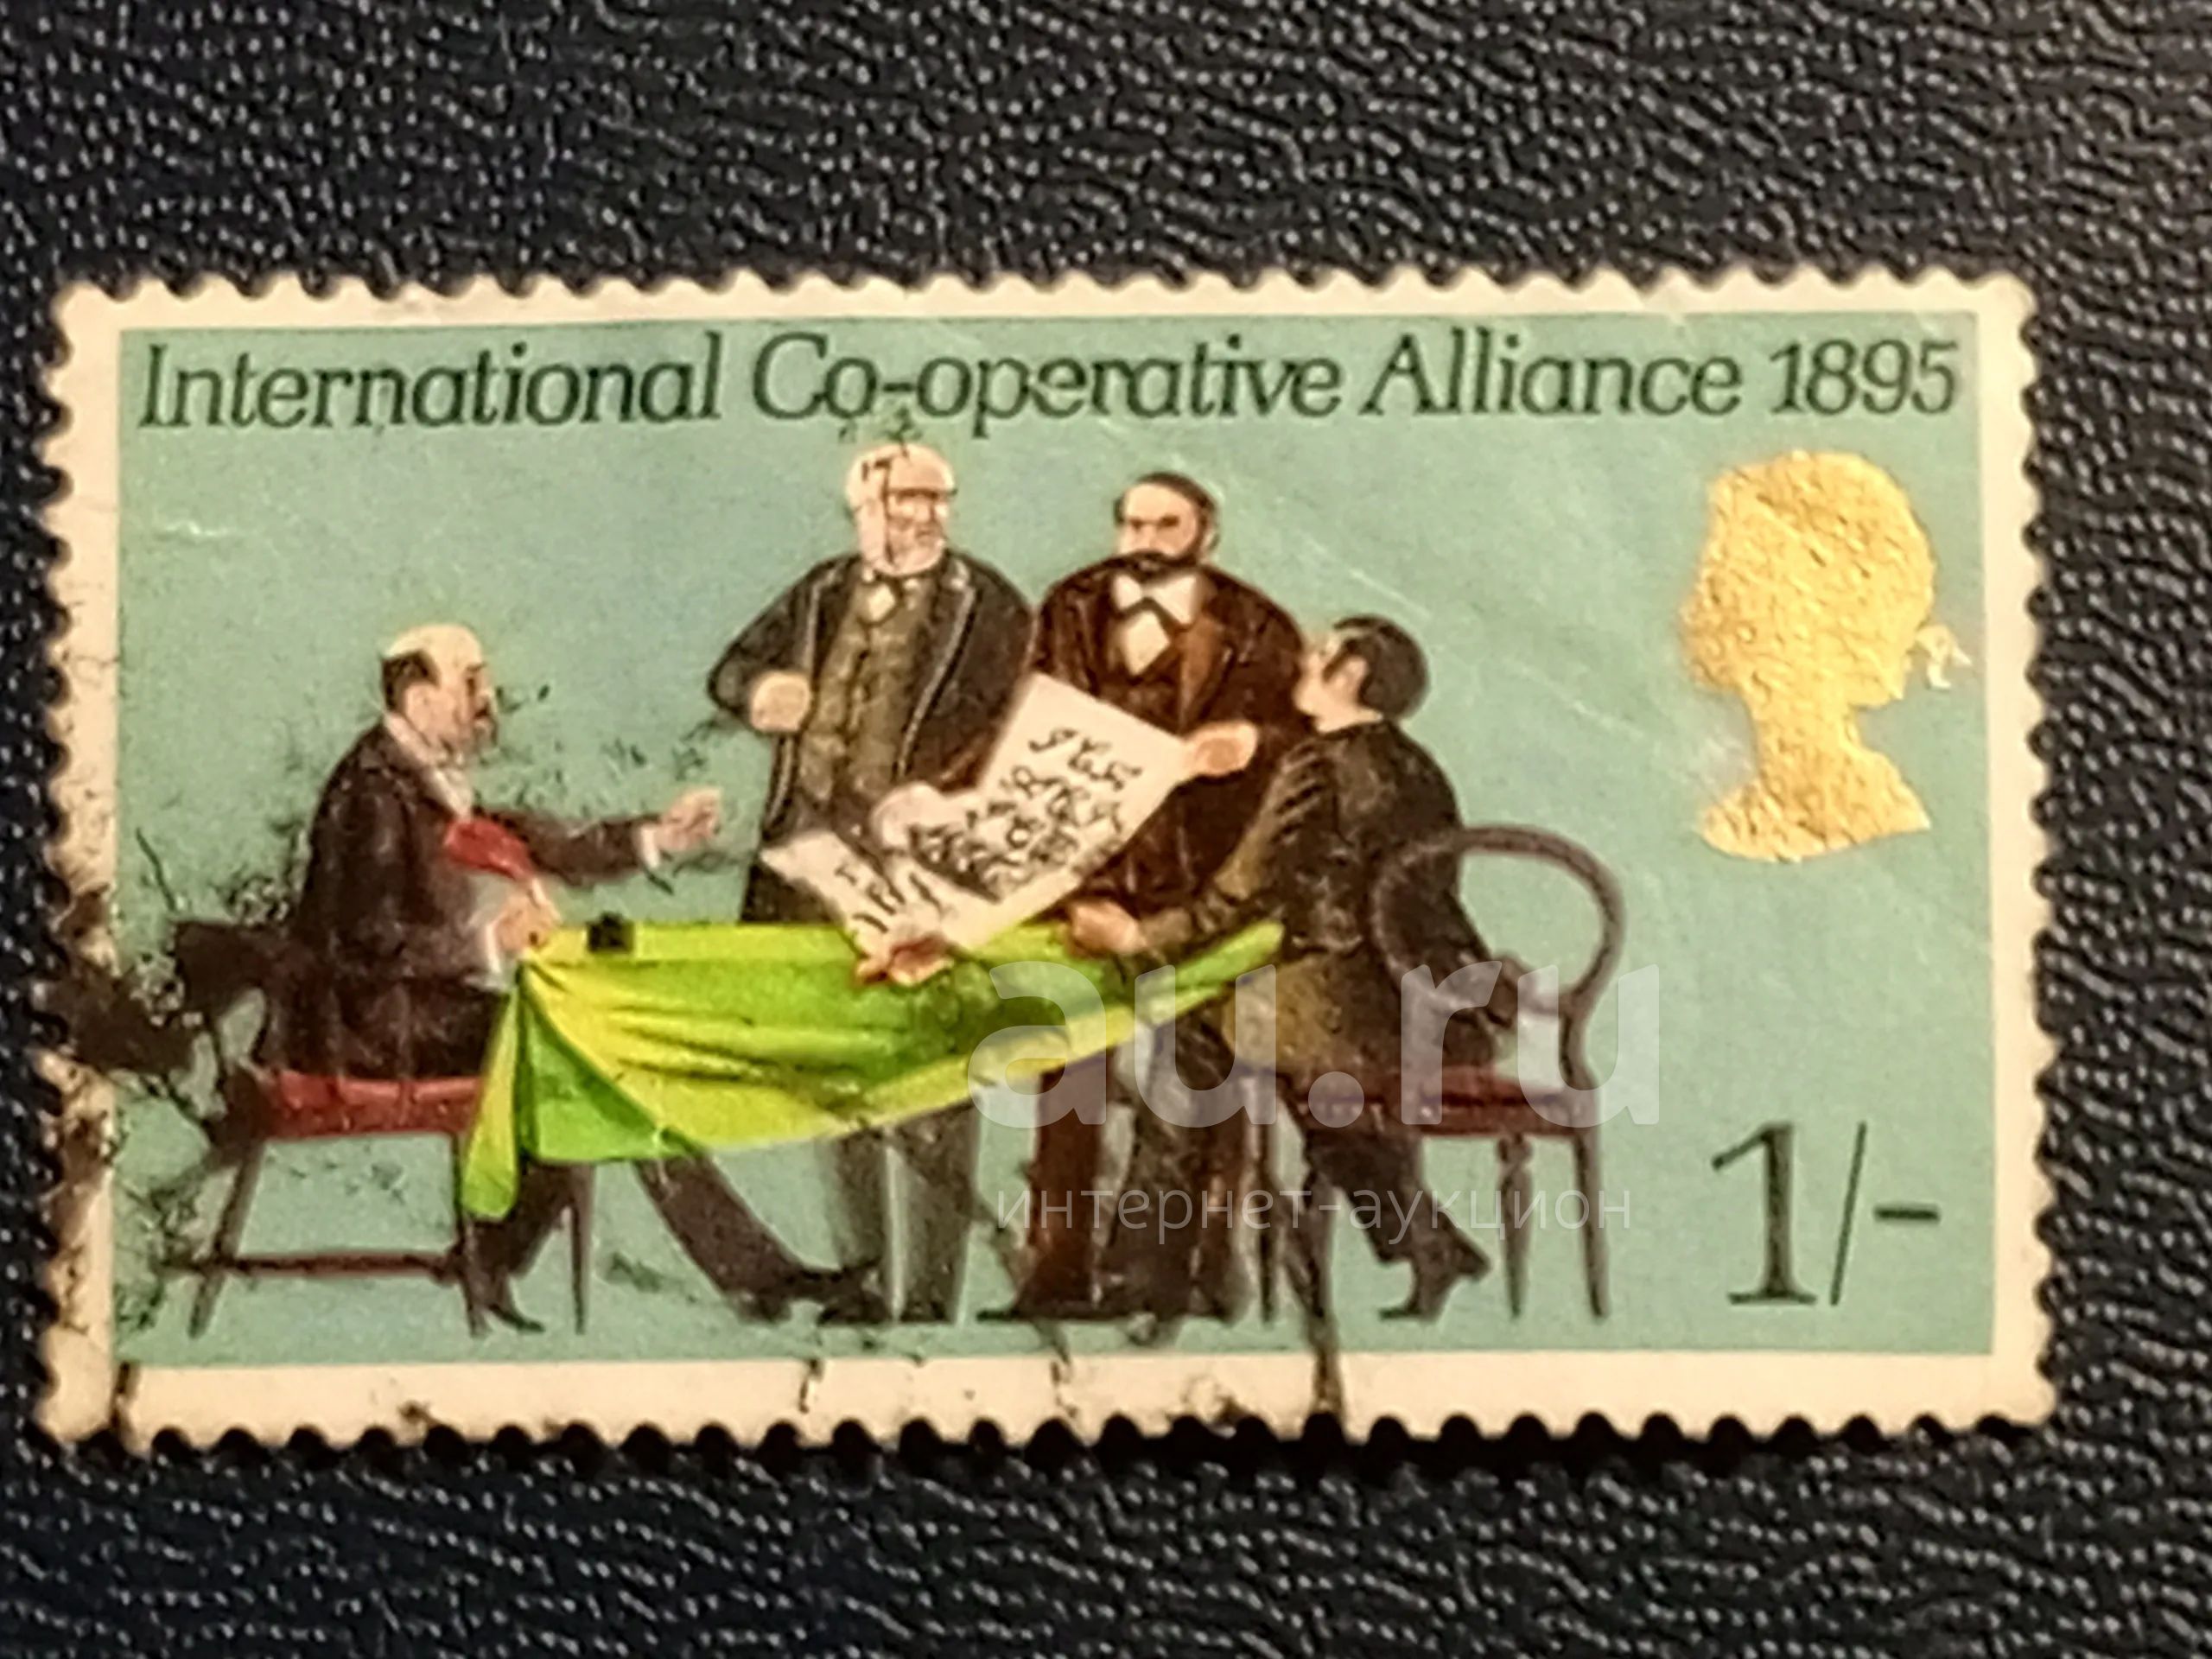 International Co-operative Alliance 1895
au.ru
интернет-аукцион
1/-